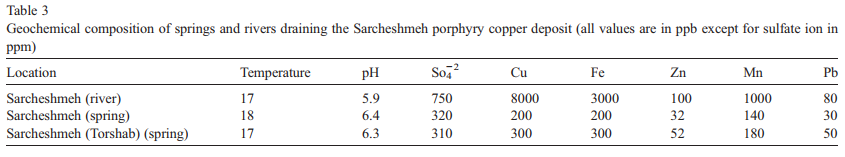 Table 3
Geochemical composition of springs and rivers draining the Sarcheshmeh porphyry copper deposit (all values are in ppb except for sulfate ion in
ppm)
Location Temperature pH So₄⁻² Cu Fe Zn Mn Pb
Sarcheshmeh (river) 17 5.9 750 8000 3000 100 1000 80
Sarcheshmeh (spring) 18 6.4 320 200 200 32 140 30
Sarcheshmeh (Torshab) (spring) 17 6.3 310 300 300 52 180 50